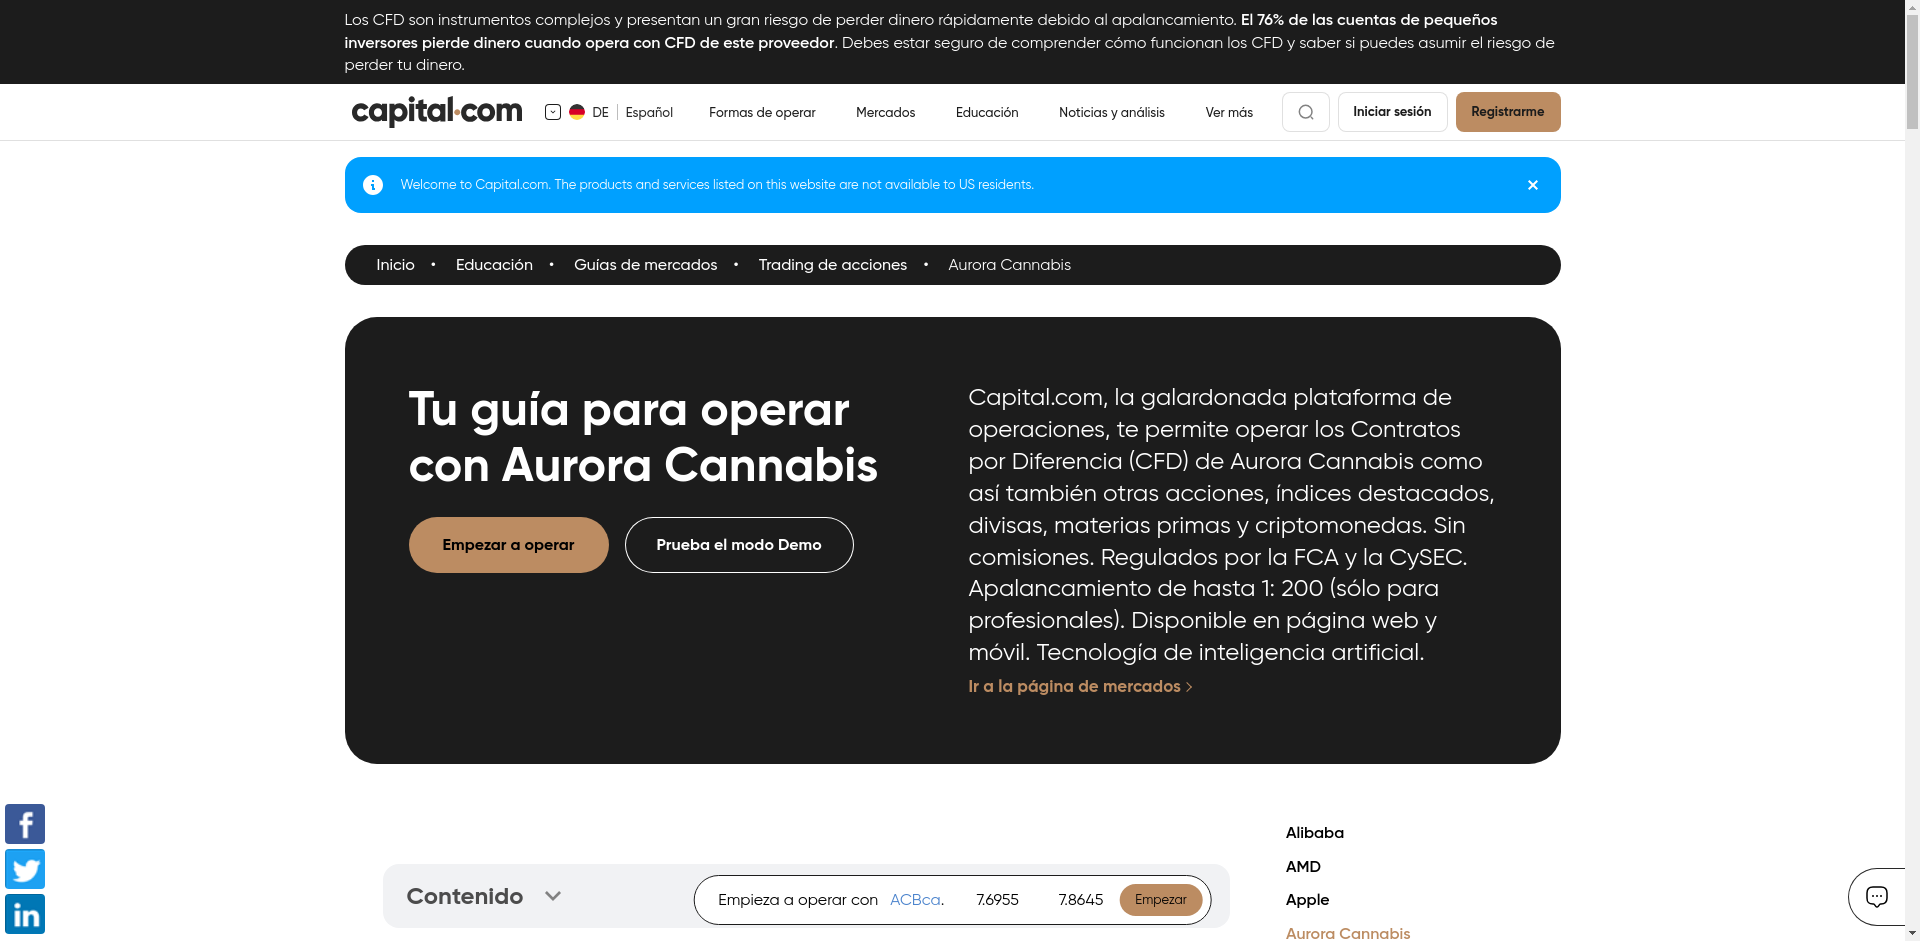 Los CFD son instrumentos complejos y presentan un gran riesgo de perder dinero rápidamente debido al apalancamiento. El 76% de las cuentas de pequeños
inversores pierde dinero cuando opera con CFD de este proveedor. Debes estar seguro de comprender cómo funcionan los CFD y saber si puedes asumir el riesgo de
perder tu dinero.
capital.com DE Español Formas de operar Mercados Educación Noticias y análisis Ver más Iniciar sesión Registrarme
Welcome to Capital.com. The products and services listed on this website are not available to US residents.
Inicio • Educación • Guías de mercados • Trading de acciones • Aurora Cannabis
Tu guía para operar
con Aurora Cannabis
Empezar a operar Prueba el modo Demo
Capital.com, la galardonada plataforma de
operaciones, te permite operar los Contratos
por Diferencia (CFD) de Aurora Cannabis como
así también otras acciones, índices destacados,
divisas, materias primas y criptomonedas. Sin
comisiones. Regulados por la FCA y la CySEC.
Apalancamiento de hasta 1: 200 (sólo para
profesionales). Disponible en página web y
móvil. Tecnología de inteligencia artificial.
Ir a la página de mercados
Contenido
Empieza a operar con ACBca. 7.6955 7.8645 Empezar
Alibaba
AMD
Apple
Aurora Cannabis